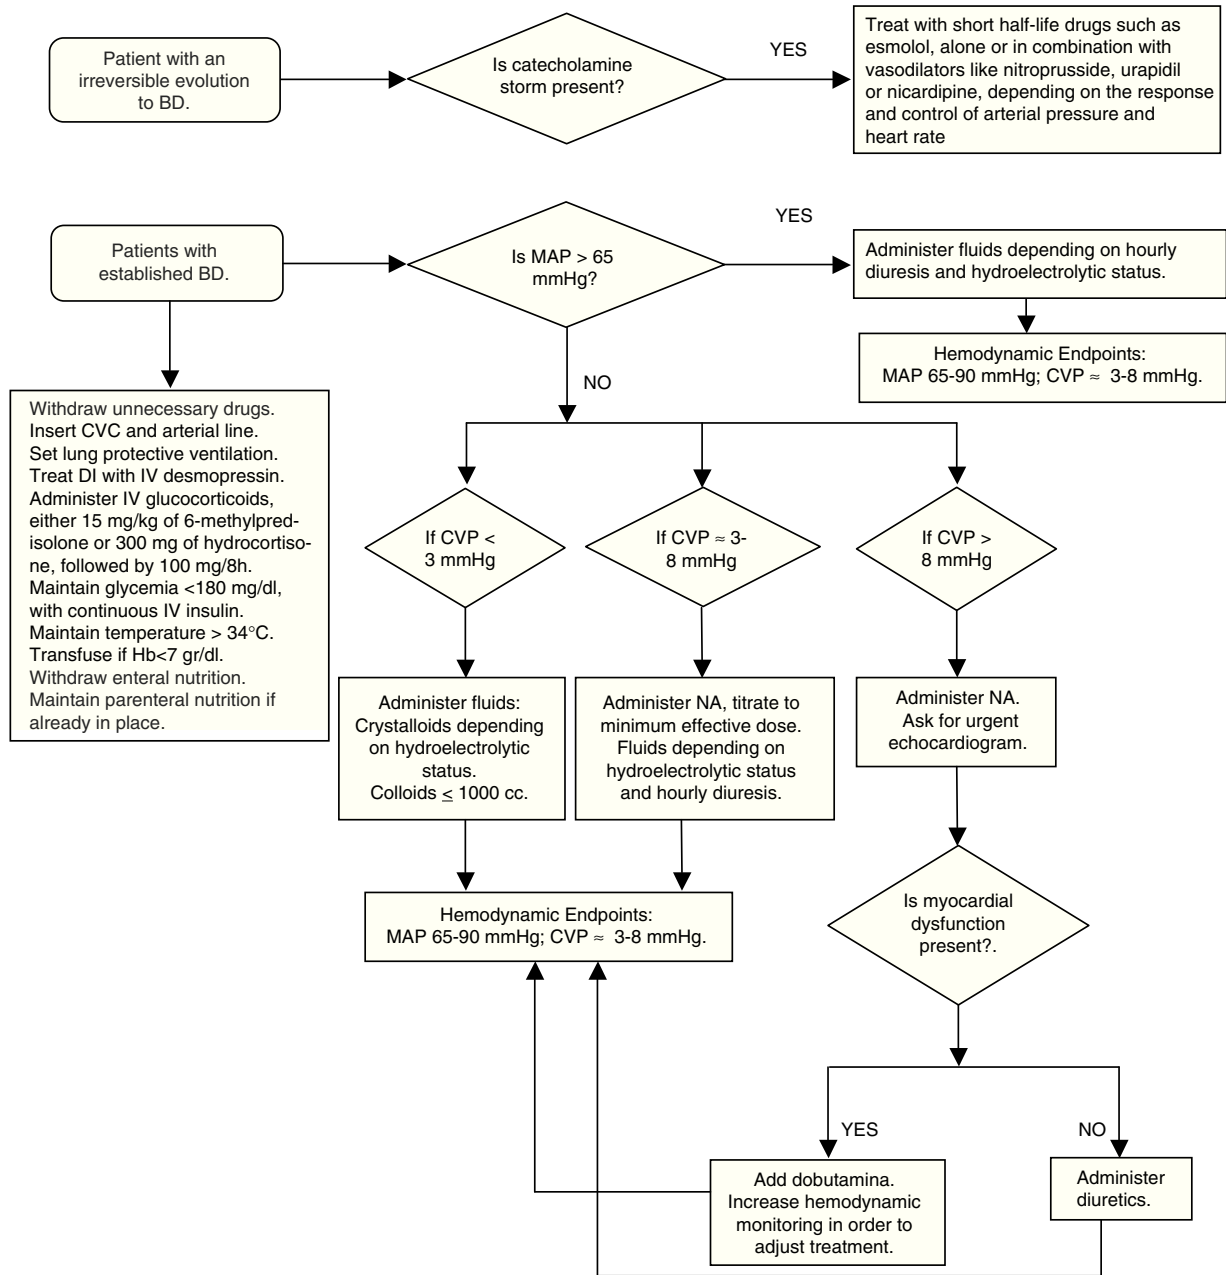 Patient with an
irreversible evolution
to BD.
Is catecholamine
storm present?
YES
Treat with short half-life drugs such as
esmolol, alone or in combination with
vasodilators like nitroprusside, urapidil
or nicardipine, depending on the response
and control of arterial pressure and
heart rate
Patients with
established BD.
Is MAP > 65
mmHg?
YES
Administer fluids depending on hourly
diuresis and hydroelectrolytic status.
Hemodynamic Endpoints:
MAP 65-90 mmHg; CVP ≈ 3-8 mmHg.
NO
Withdraw unnecessary drugs.
Insert CVC and arterial line.
Set lung protective ventilation.
Treat DI with IV desmopressin.
Administer IV glucocorticoids,
either 15 mg/kg of 6-methylpred-
isolone or 300 mg of hydrocortiso-
ne, followed by 100 mg/8h.
Maintain glycemia <180 mg/dl,
with continuous IV insulin.
Maintain temperature > 34°C.
Transfuse if Hb<7 gr/dl.
Withdraw enteral nutrition.
Maintain parenteral nutrition if
already in place.
If CVP <
3 mmHg
If CVP ≈ 3-
8 mmHg
If CVP >
8 mmHg
Administer fluids:
Crystalloids depending
on hydroelectrolytic
status.
Colloids ≤ 1000 cc.
Administer NA, titrate to
minimum effective dose.
Fluids depending on
hydroelectrolytic status
and hourly diuresis.
Administer NA.
Ask for urgent
echocardiogram.
Hemodynamic Endpoints:
MAP 65-90 mmHg; CVP ≈ 3-8 mmHg.
Is myocardial
dysfunction
present?.
YES
NO
Add dobutamina.
Increase hemodynamic
monitoring in order to
adjust treatment.
Administer
diuretics.